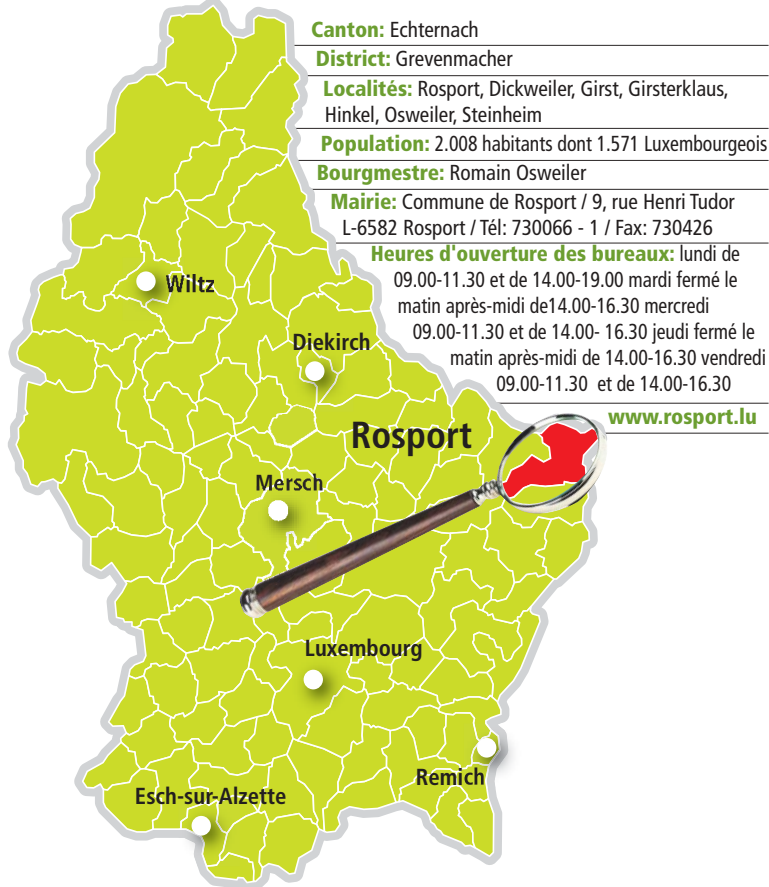 Canton: Echternach
District: Grevenmacher
Localités: Rosport, Dickweiler, Girst, Girsterklaus,
Hinkel, Osweiler, Steinheim
Population: 2.008 habitants dont 1.571 Luxembourgeois
Bourgmestre: Romain Osweiler
Mairie: Commune de Rosport / 9, rue Henri Tudor
L-6582 Rosport / Tél: 730066 - 1 / Fax: 730426
Heures d'ouverture des bureaux: lundi de
09.00-11.30 et de 14.00-19.00 mardi fermé le
matin après-midi de14.00-16.30 mercredi
09.00-11.30 et de 14.00- 16.30 jeudi fermé le
matin après-midi de 14.00-16.30 vendredi
09.00-11.30 et de 14.00-16.30
www.rosport.lu
Wiltz
Diekirch
Rosport
Mersch
Luxembourg
Remich
Esch-sur-Alzette